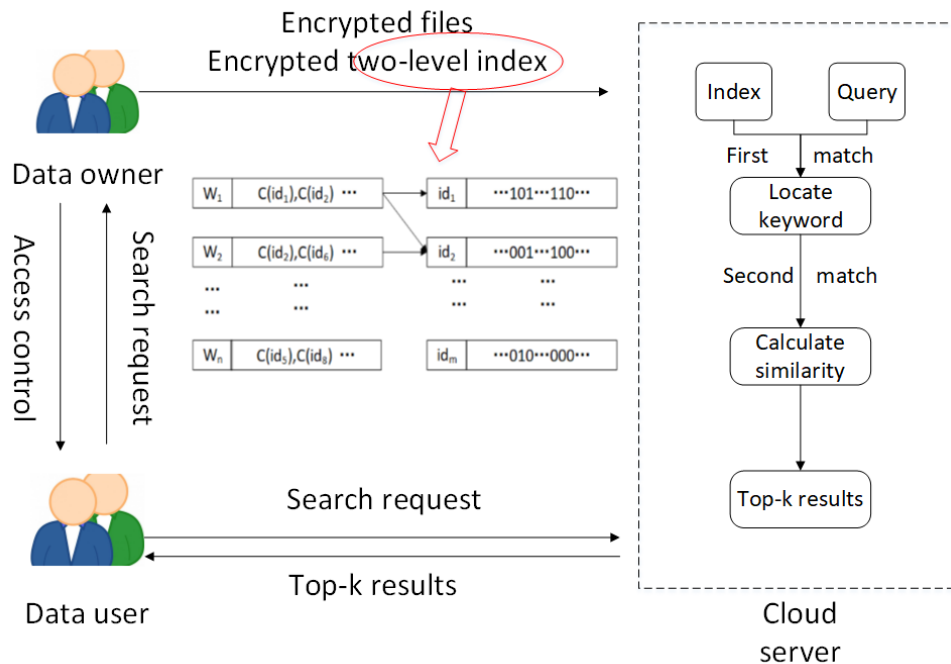 Encrypted files
Encrypted two-level index
Data owner
Access control
Search request
W₁ C(id₁),C(id₂) ⋯ id₁ ⋯101⋯110⋯
W₂ C(id₂),C(id₆) ⋯ id₂ ⋯001⋯100⋯
⋯ ⋯ ⋯ ⋯
⋯ ⋯ ⋯ ⋯
Wₙ C(id₅),C(id₈) ⋯ idₘ ⋯010⋯000⋯
Data user
Search request
Top-k results
Index
Query
First match
Locate
keyword
Second match
Calculate
similarity
Top-k results
Cloud
server